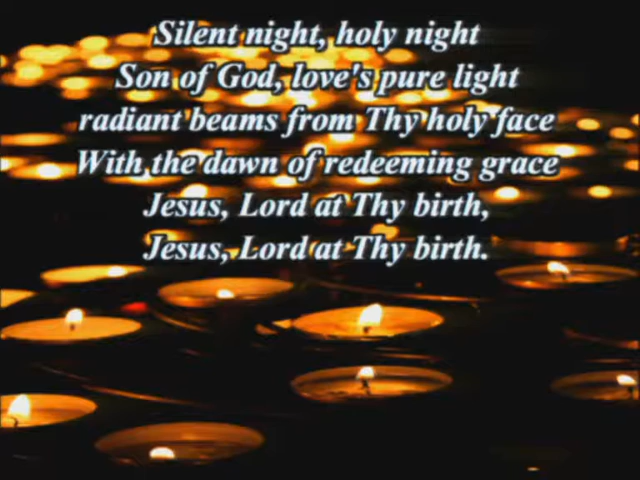 Silent night, holy night
Son of God, love's pure light
radiant beams from Thy holy face
With the dawn of redeeming grace
Jesus, Lord at Thy birth,
Jesus, Lord at Thy birth.